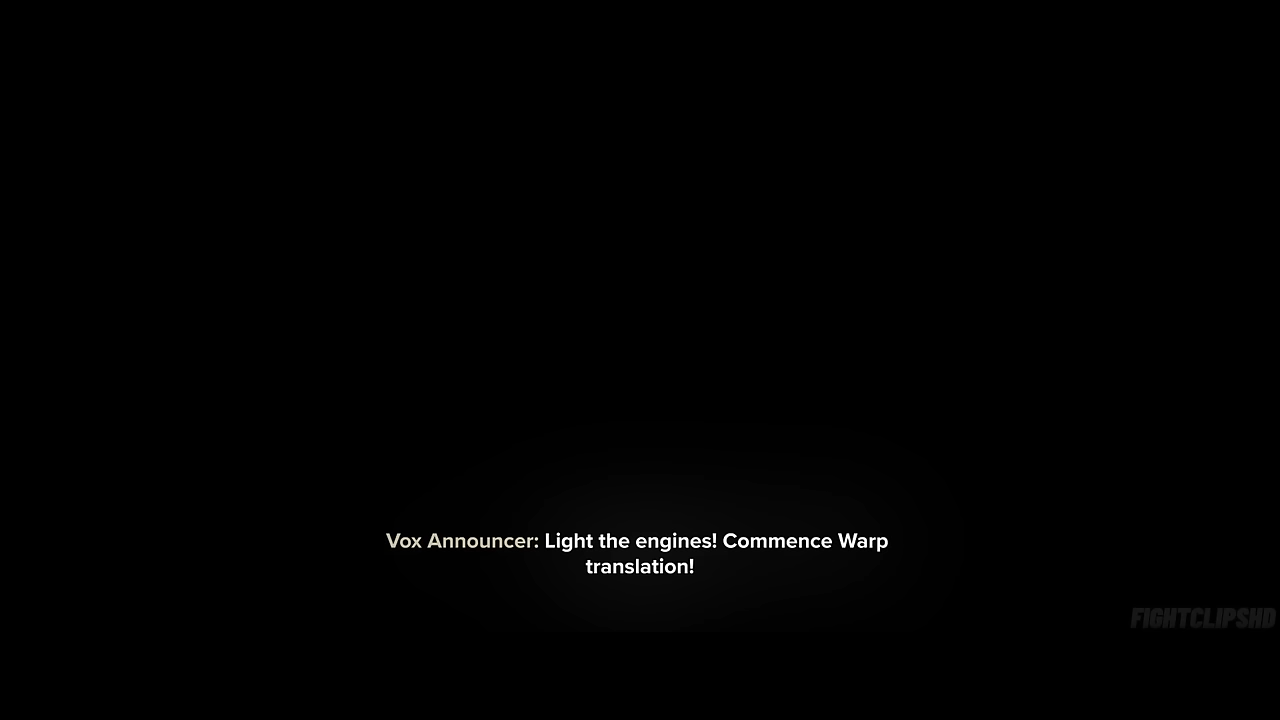 Vox Announcer: Light the engines! Commence Warp
translation!
FIGHTCLIPSHD